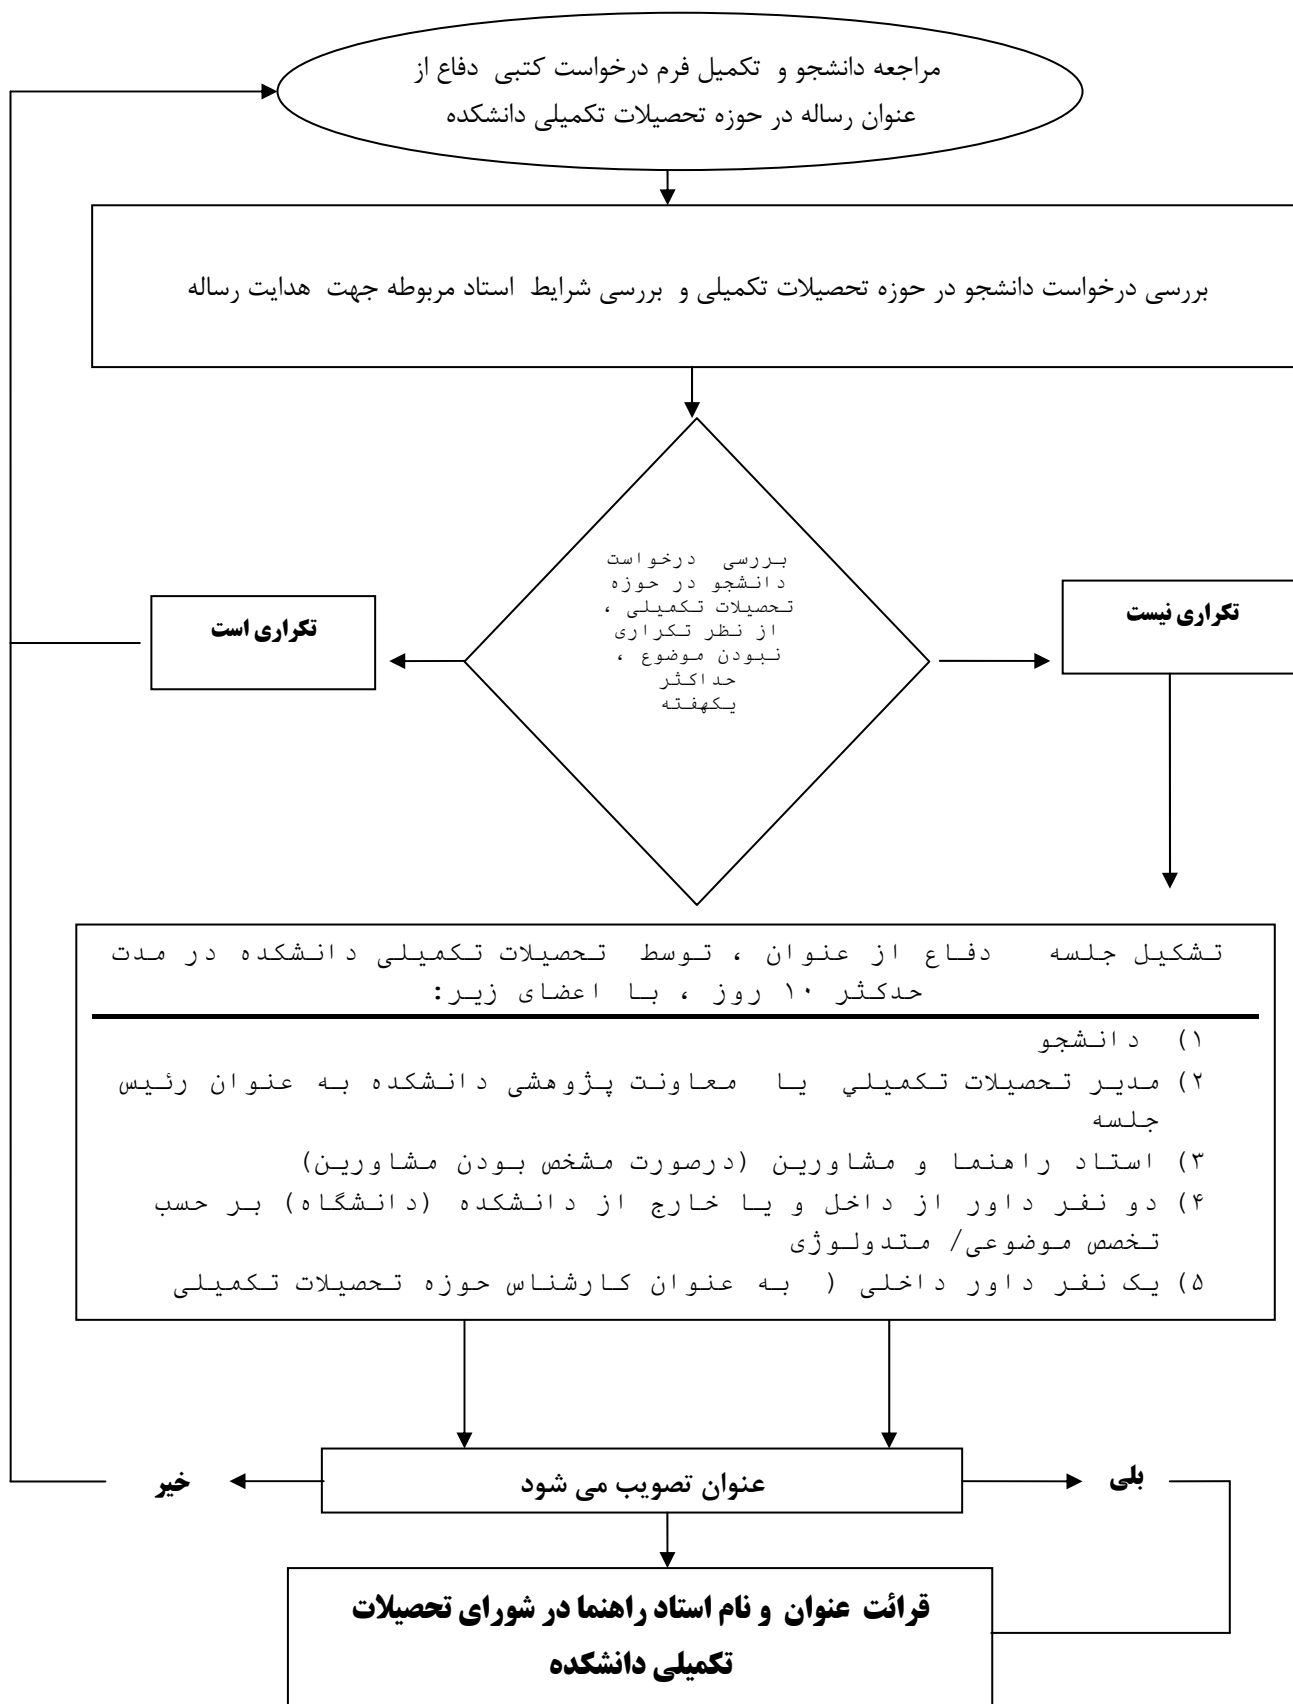 مراجعه دانشجو و تکمیل فرم درخواست کتبی دفاع از
عنوان رساله در حوزه تحصیلات تکمیلی دانشکده
بررسی درخواست دانشجو در حوزه تحصیلات تکمیلی و بررسی شرایط استاد مربوطه جهت هدایت رساله
بررسی درخواست
دانشجو در حوزه
تحصیلات تکمیلی ،
از نظر تکراری
نبودن موضوع ،
حداکثر
یکهفته
تکراری نیست
تکراری است
تشکیل جلسه دفاع از عنوان ، توسط تحصیلات تکمیلی دانشکده در مدت
حدکثر ۱۰ روز ، با اعضای زیر:
۱) دانشجو
۲) مدیر تحصیلات تکمیلي یا معاونت پژوهشی دانشکده به عنوان رئیس
جلسه
۳) استاد راهنما و مشاورین (درصورت مشخص بودن مشاورین)
۴) دو نفر داور از داخل و یا خارج از دانشکده (دانشگاه) بر حسب
تخصص موضوعی/ متدولوژی
۵) یک نفر داور داخلی ( به عنوان کارشناس حوزه تحصیلات تکمیلی
بلی
عنوان تصویب می شود
خیر
قرائت عنوان و نام استاد راهنما در شورای تحصیلات
تکمیلی دانشکده